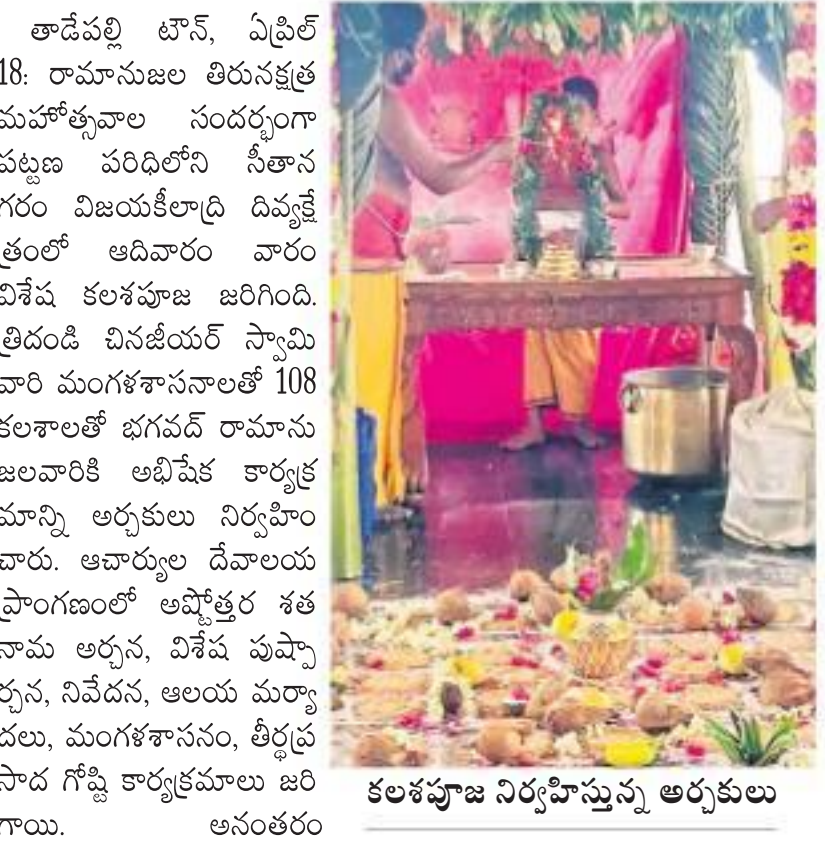 తాడేపల్లి టౌన్, ఏప్రిల్
18: రామానుజల తిరునక్షత్ర
మహోత్సవాల సందర్భంగా
పట్టణ పరిధిలోని సీతాన
గరం విజయకీలాద్రి దివ్యక్షే
త్రంలో ఆదివారం వారం
విశేష కలశపూజ జరిగింది.
త్రిదండి చినజీయర్ స్వామి
వారి మంగళశాసనాలతో 108
కలశాలతో భగవద్ రామాను
జలవారికి అభిషేక కార్యక్ర
మాన్ని అర్చకులు నిర్వహిం
చారు. ఆచార్యుల దేవాలయ
ప్రాంగణంలో అష్టోత్తర శత
నామ అర్చన, విశేష పుష్పా
ర్చన, నివేదన, ఆలయ మర్యా
దలు, మంగళశాసనం, తీర్థప్ర
సాద గోష్టి కార్యక్రమాలు జరి
గాయి. అనంతరం
కలశపూజ నిర్వహిస్తున్న అర్చకులు